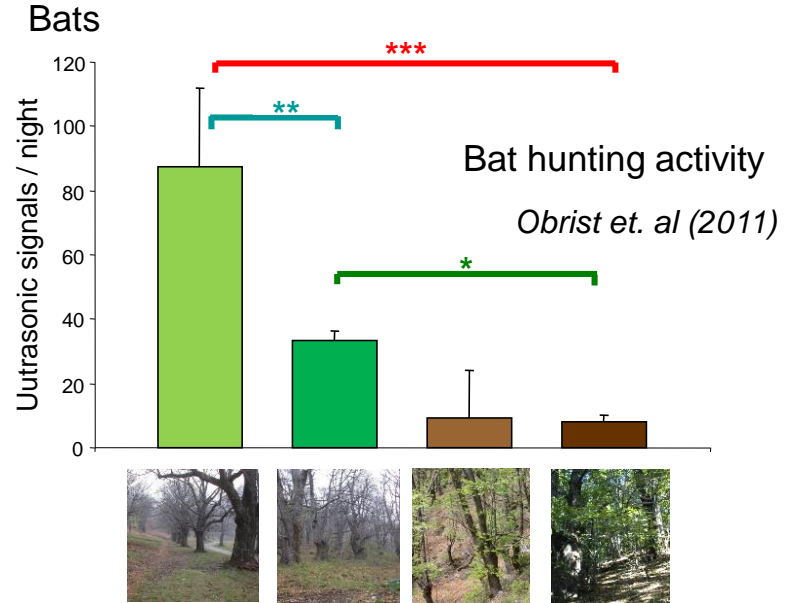 Bats
***
120
**
100
Bat hunting activity
80
Obrist et. al (2011)
60
*
40
20
0
Uutrasonic signals / night